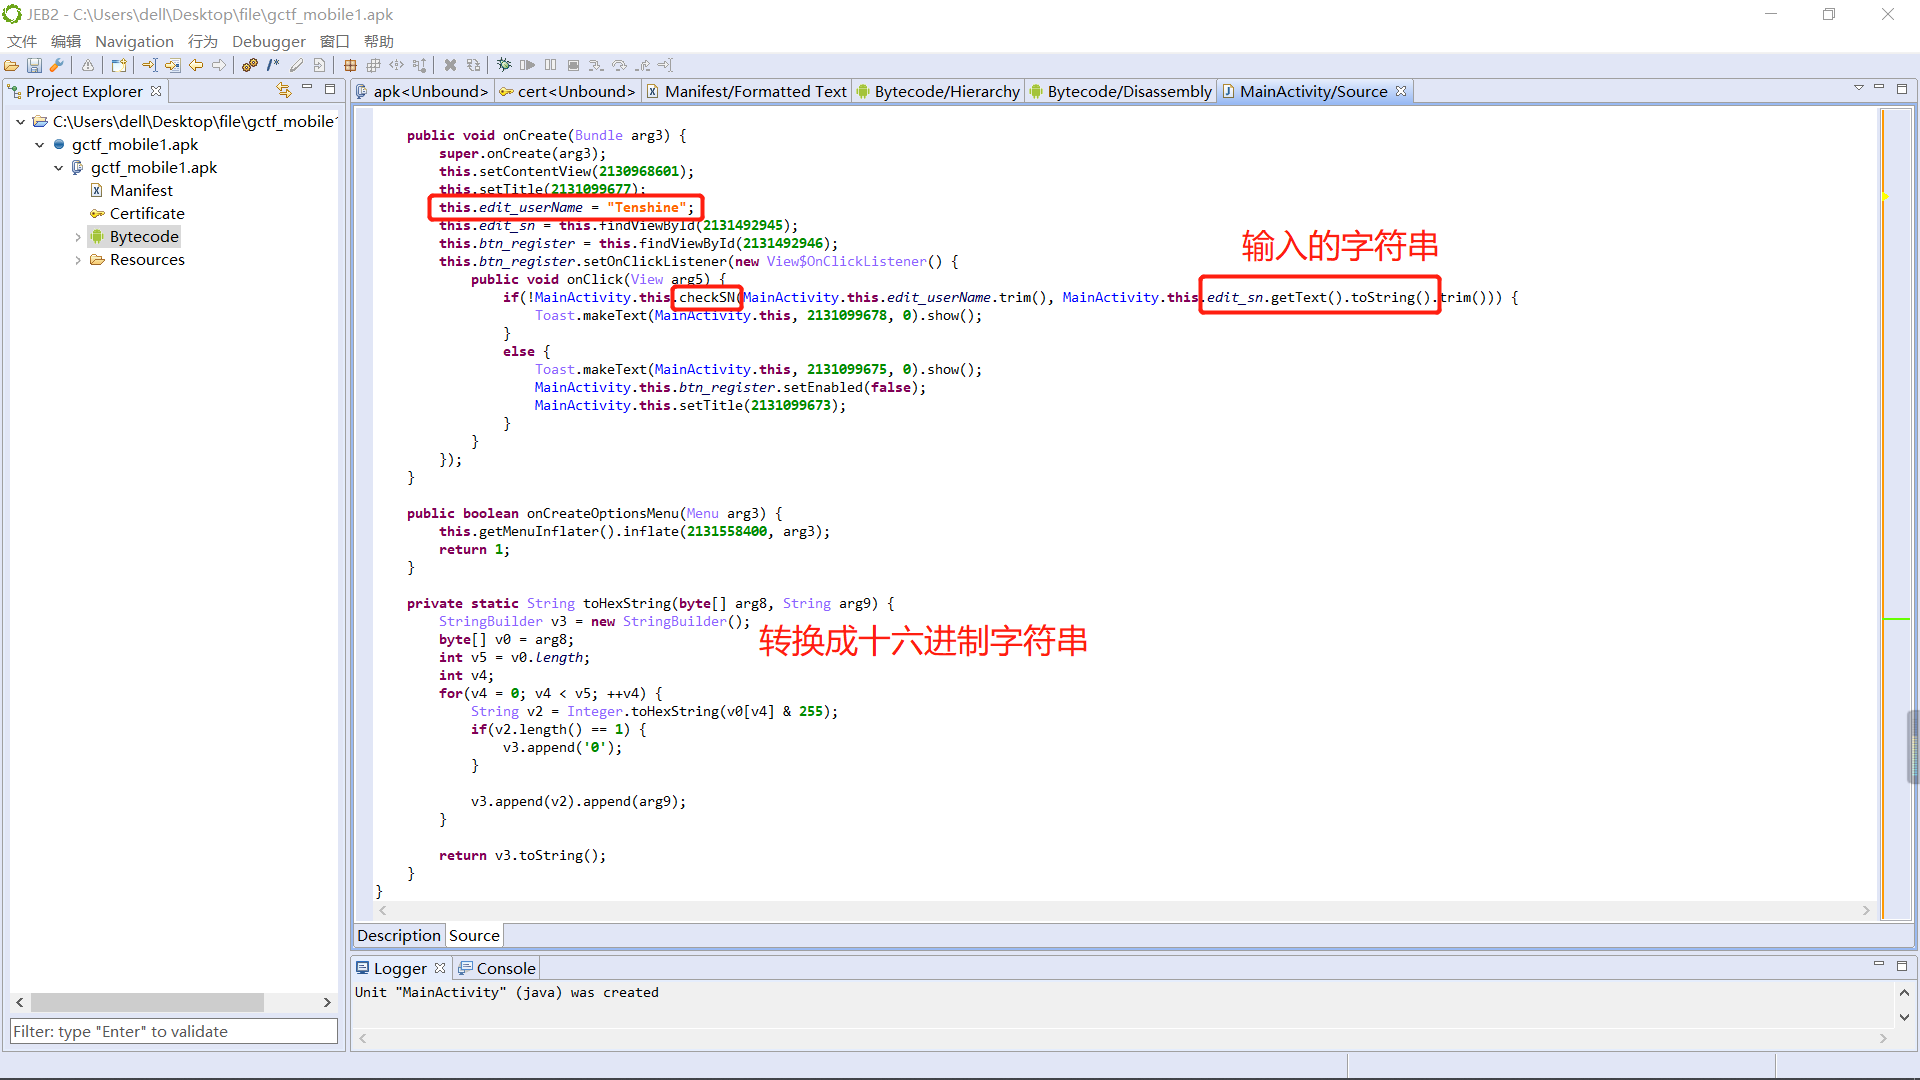 JEB2 - C:\Users\dell\Desktop\file\gctf_mobile1.apk
文件 编辑 Navigation 行为 Debugger 窗口 帮助
Project Explorer
C:\Users\dell\Desktop\file\gctf_mobile1
gctf_mobile1.apk
gctf_mobile1.apk
Manifest
Certificate
Bytecode
Resources
Filter: type "Enter" to validate
apk<Unbound> cert<Unbound> Manifest/Formatted Text Bytecode/Hierarchy Bytecode/Disassembly MainActivity/Source
public void onCreate(Bundle arg3) {
super.onCreate(arg3);
this.setContentView(2130968601);
this.setTitle(2131099677);
this.edit_userName = "Tenshine";
this.edit_sn = this.findViewById(2131492945);
this.btn_register = this.findViewById(2131492946);
输入的字符串
this.btn_register.setOnClickListener(new View$OnClickListener() {
public void onClick(View arg5) {
if(!MainActivity.this.checkSN(MainActivity.this.edit_userName.trim(), MainActivity.this.edit_sn.getText().toString().trim())) {
Toast.makeText(MainActivity.this, 2131099678, 0).show();
}
else {
Toast.makeText(MainActivity.this, 2131099675, 0).show();
MainActivity.this.btn_register.setEnabled(false);
MainActivity.this.setTitle(2131099673);
}
}
});
}
public boolean onCreateOptionsMenu(Menu arg3) {
this.getMenuInflater().inflate(2131558400, arg3);
return 1;
}
private static String toHexString(byte[] arg8, String arg9) {
StringBuilder v3 = new StringBuilder();
转换成十六进制字符串
byte[] v0 = arg8;
int v5 = v0.length;
int v4;
for(v4 = 0; v4 < v5; ++v4) {
String v2 = Integer.toHexString(v0[v4] & 255);
if(v2.length() == 1) {
v3.append('0');
}
v3.append(v2).append(arg9);
}
return v3.toString();
}
}
Description Source
Logger Console
Unit "MainActivity" (java) was created